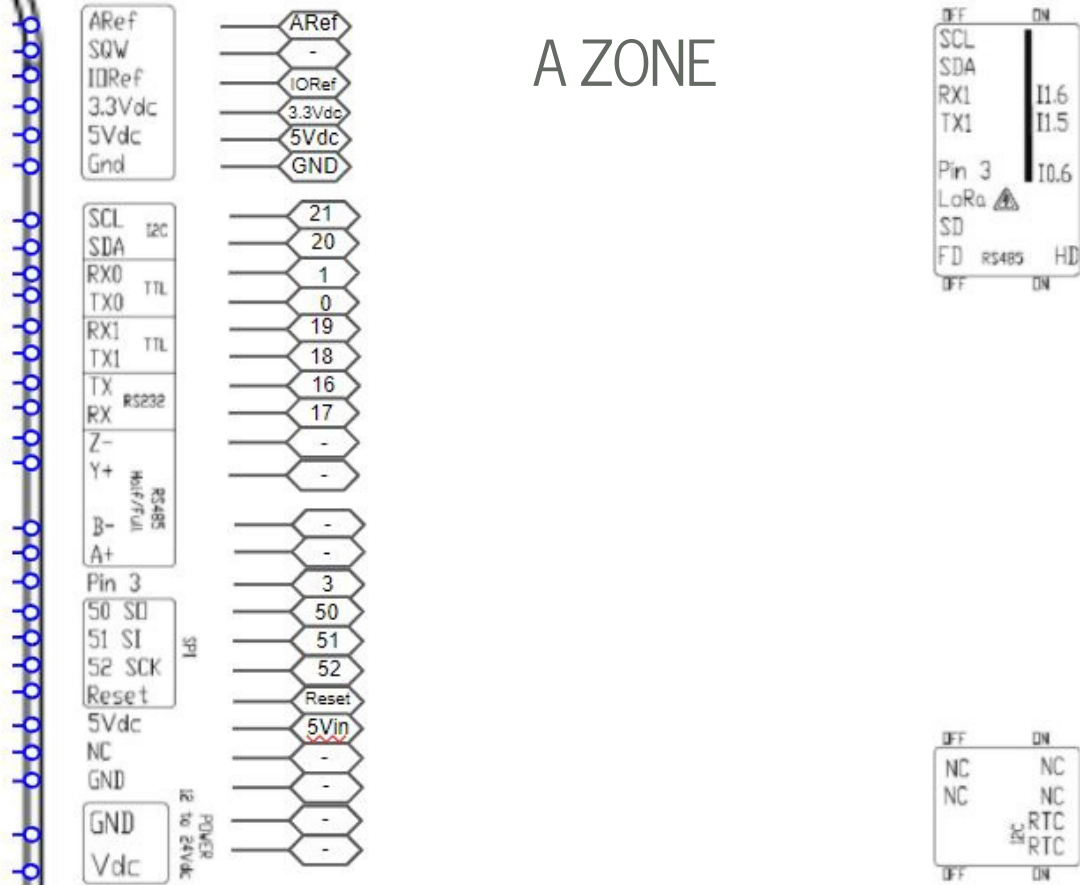 A ZONE
ARef ARef
SQW -
IORef IORef
3.3Vdc 3.3Vdc
5Vdc 5Vdc
Gnd GND
SCL 21
I2C
SDA 20
RX0 1
TTL
TX0 0
RX1 19
TTL
TX1 18
TX 16
RS232
RX 17
Z- -
Y+ -
RS485
Half/Full
B- -
A+ -
Pin 3 3
50 SO 50
51 SI 51
SPI
52 SCK 52
Reset Reset
5Vdc 5Vin
NC -
GND -
GND -
Vdc -
POWER
12 to 24Vdc
OFF ON
SCL
SDA
RX1 I1.6
TX1 I1.5
Pin 3 I0.6
LoRa
SD
FD RS485 HD
OFF ON
OFF ON
NC NC
NC NC
I2C
RTC
RTC
OFF ON